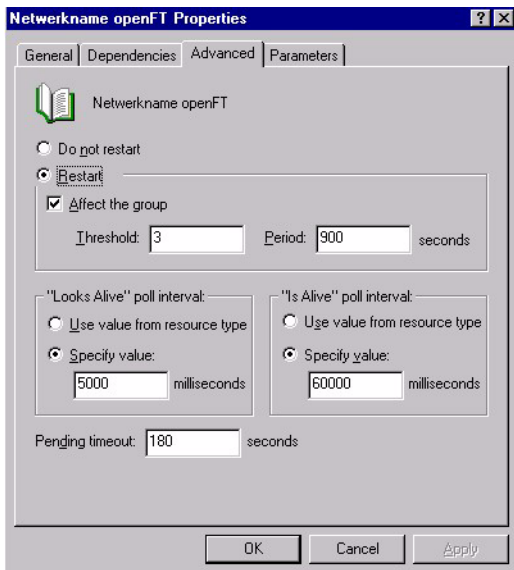 Netwerkname openFT Properties
General Dependencies Advanced Parameters
Netwerkname openFT
Do not restart
Restart
Affect the group
Threshold: 3 Period: 900 seconds
"Looks Alive" poll interval:
Use value from resource type
Specify value:
5000 milliseconds
"Is Alive" poll interval:
Use value from resource type
Specify value:
60000 milliseconds
Pending timeout: 180 seconds
OK Cancel Apply